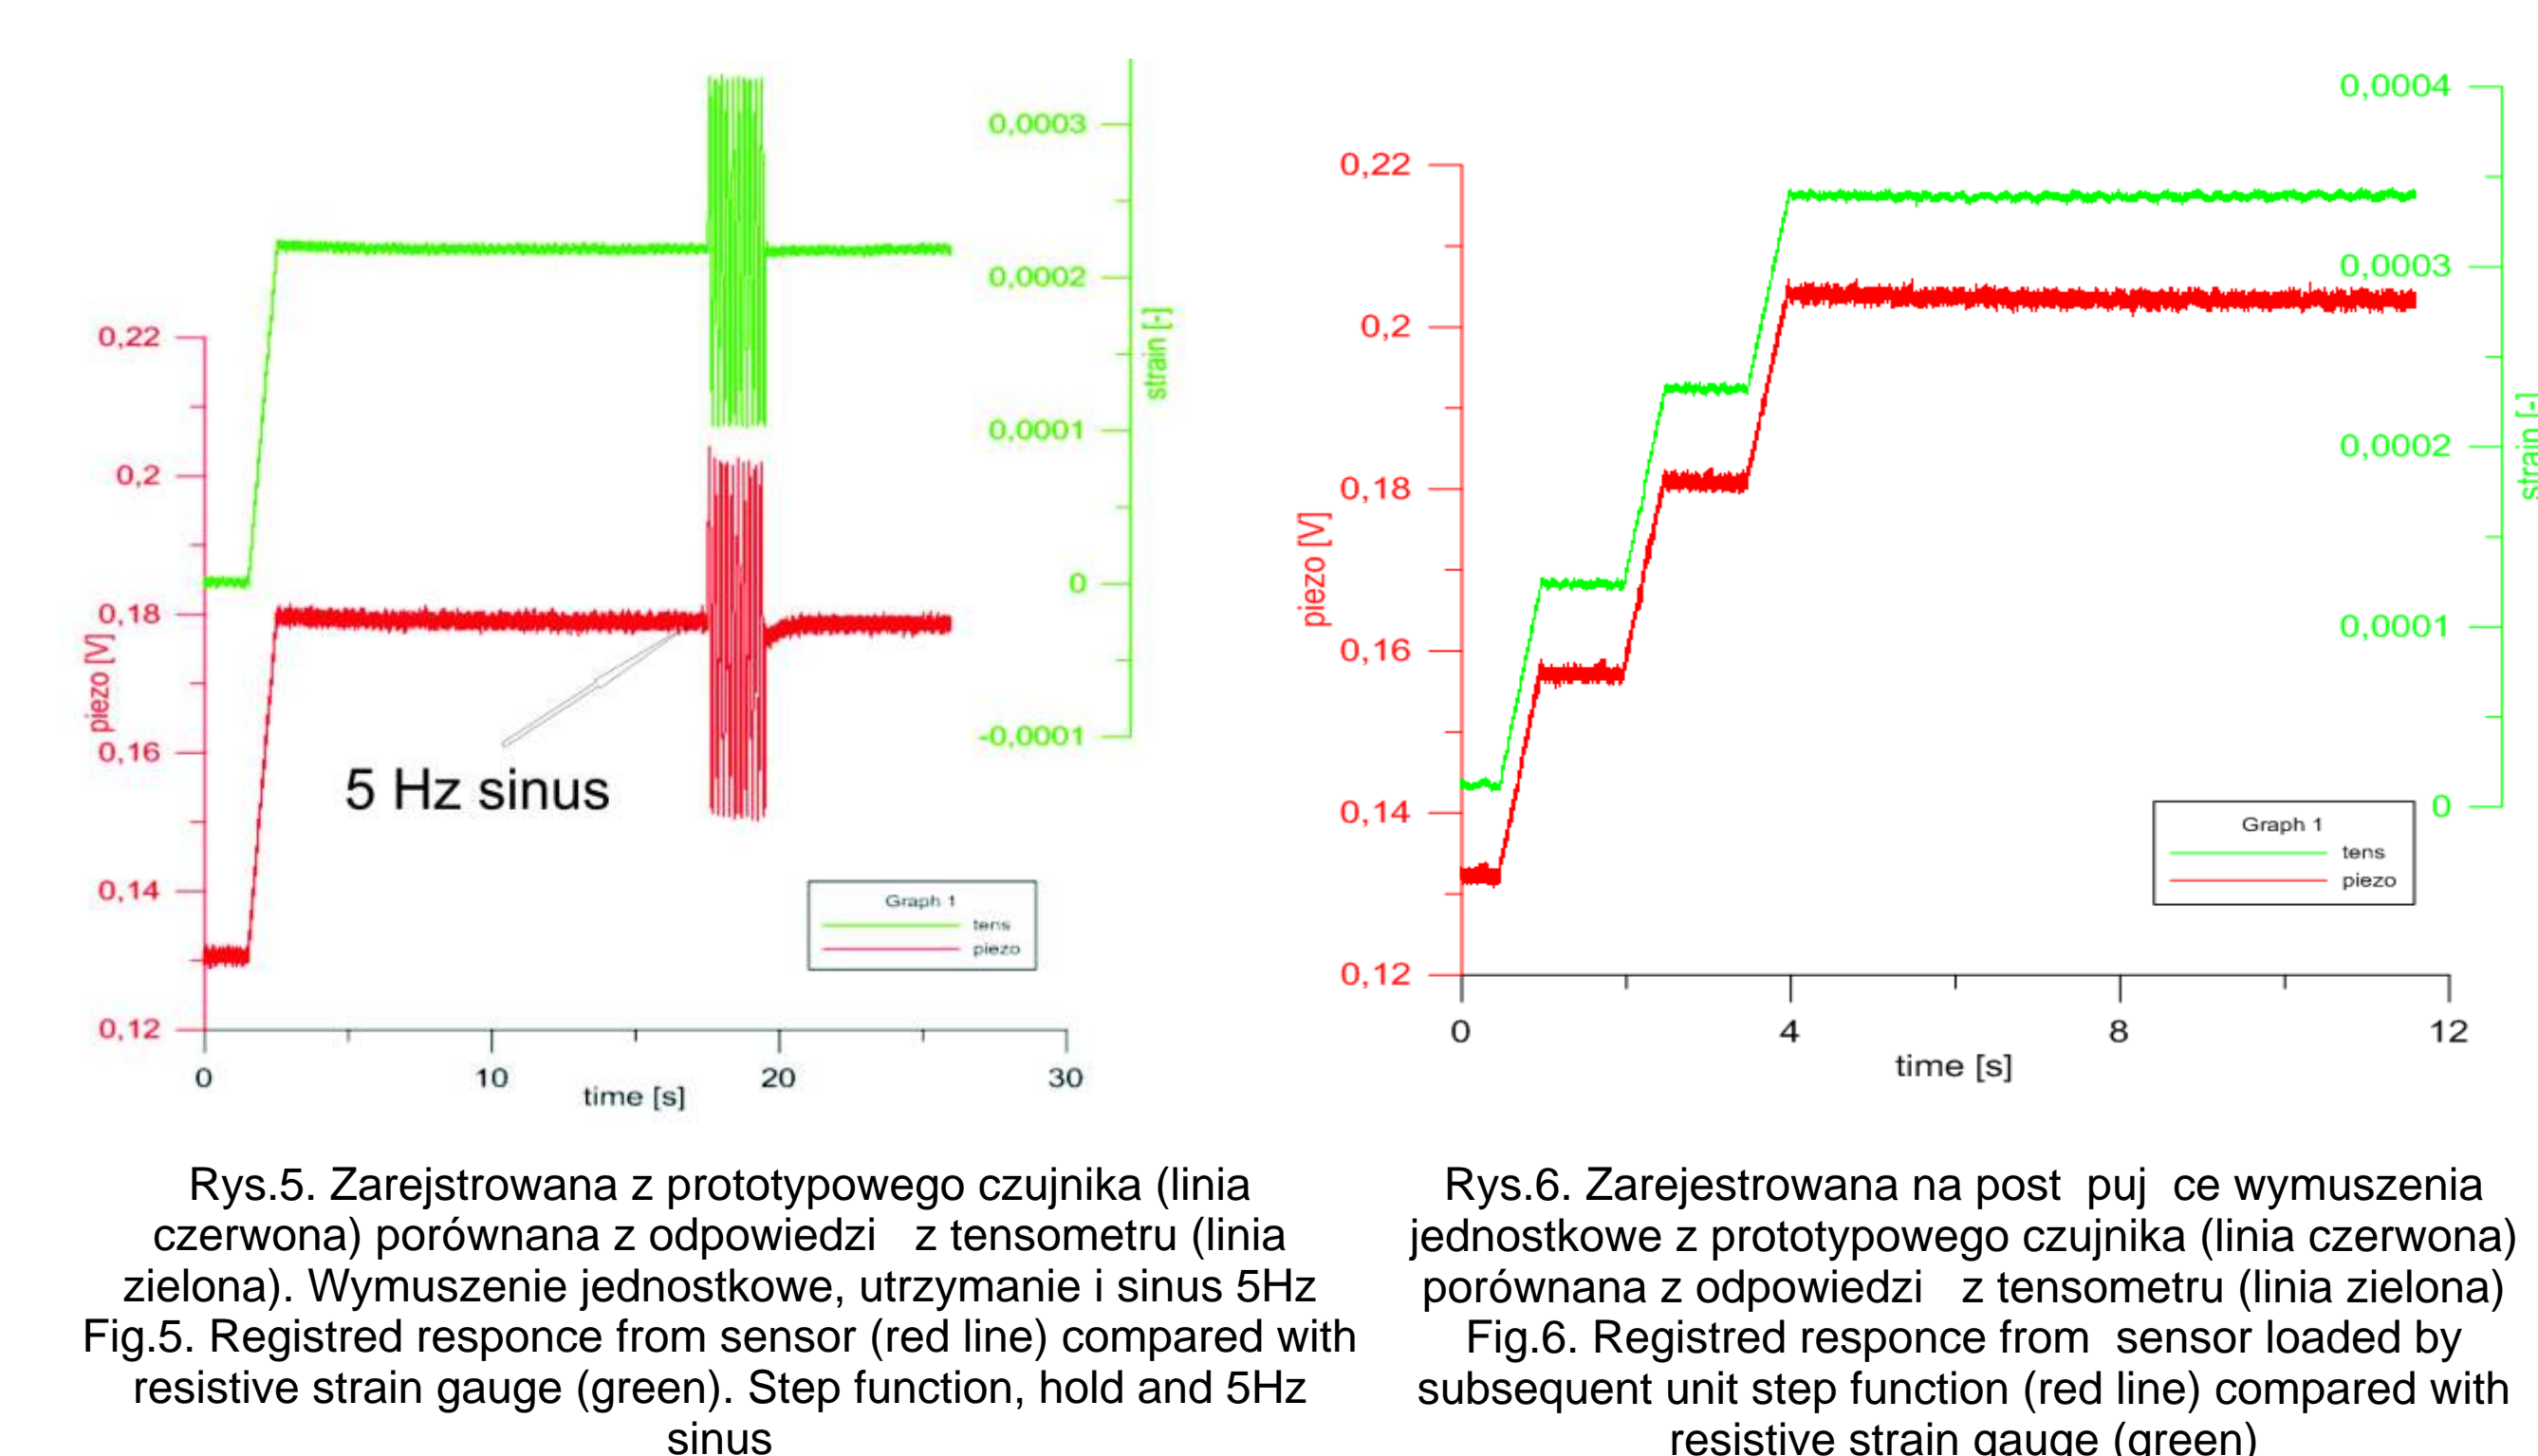 0,0003
0,0002
0,0001
0
-0,0001
strain [-]
0,22
0,2
0,18
0,16
0,14
0,12
piezo [V]
5 Hz sinus
Graph 1
tens
piezo
0
10
20
30
time [s]
0,0004
0,0003
0,0002
0,0001
0
strain [-]
0,22
0,2
0,18
0,16
0,14
0,12
piezo [V]
Graph 1
tens
piezo
0
4
8
12
time [s]
Rys.5. Zarejstrowana z prototypowego czujnika (linia
czerwona) porównana z odpowiedzi z tensometru (linia
zielona). Wymuszenie jednostkowe, utrzymanie i sinus 5Hz
Fig.5. Registred responce from sensor (red line) compared with
resistive strain gauge (green). Step function, hold and 5Hz
sinus
Rys.6. Zarejestrowana na post puj ce wymuszenia
jednostkowe z prototypowego czujnika (linia czerwona)
porównana z odpowiedzi z tensometru (linia zielona)
Fig.6. Registred responce from sensor loaded by
subsequent unit step function (red line) compared with
resistive strain gauge (green)